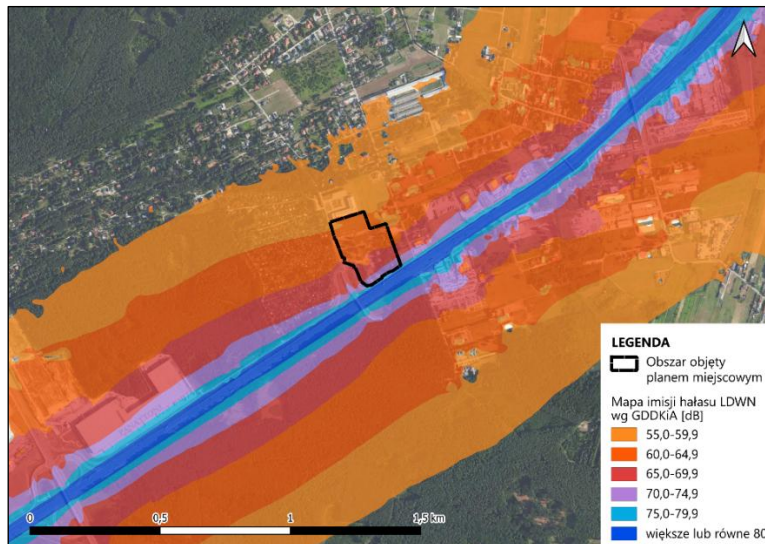 LEGENDA
Obszar objęty
planem miejscowym
Mapa imisji hałasu LDWN
wg GDDKiA [dB]
55,0-59,9
60,0-64,9
65,0-69,9
70,0-74,9
75,0-79,9
większe lub równe 80
0 0,5 1 1,5 km